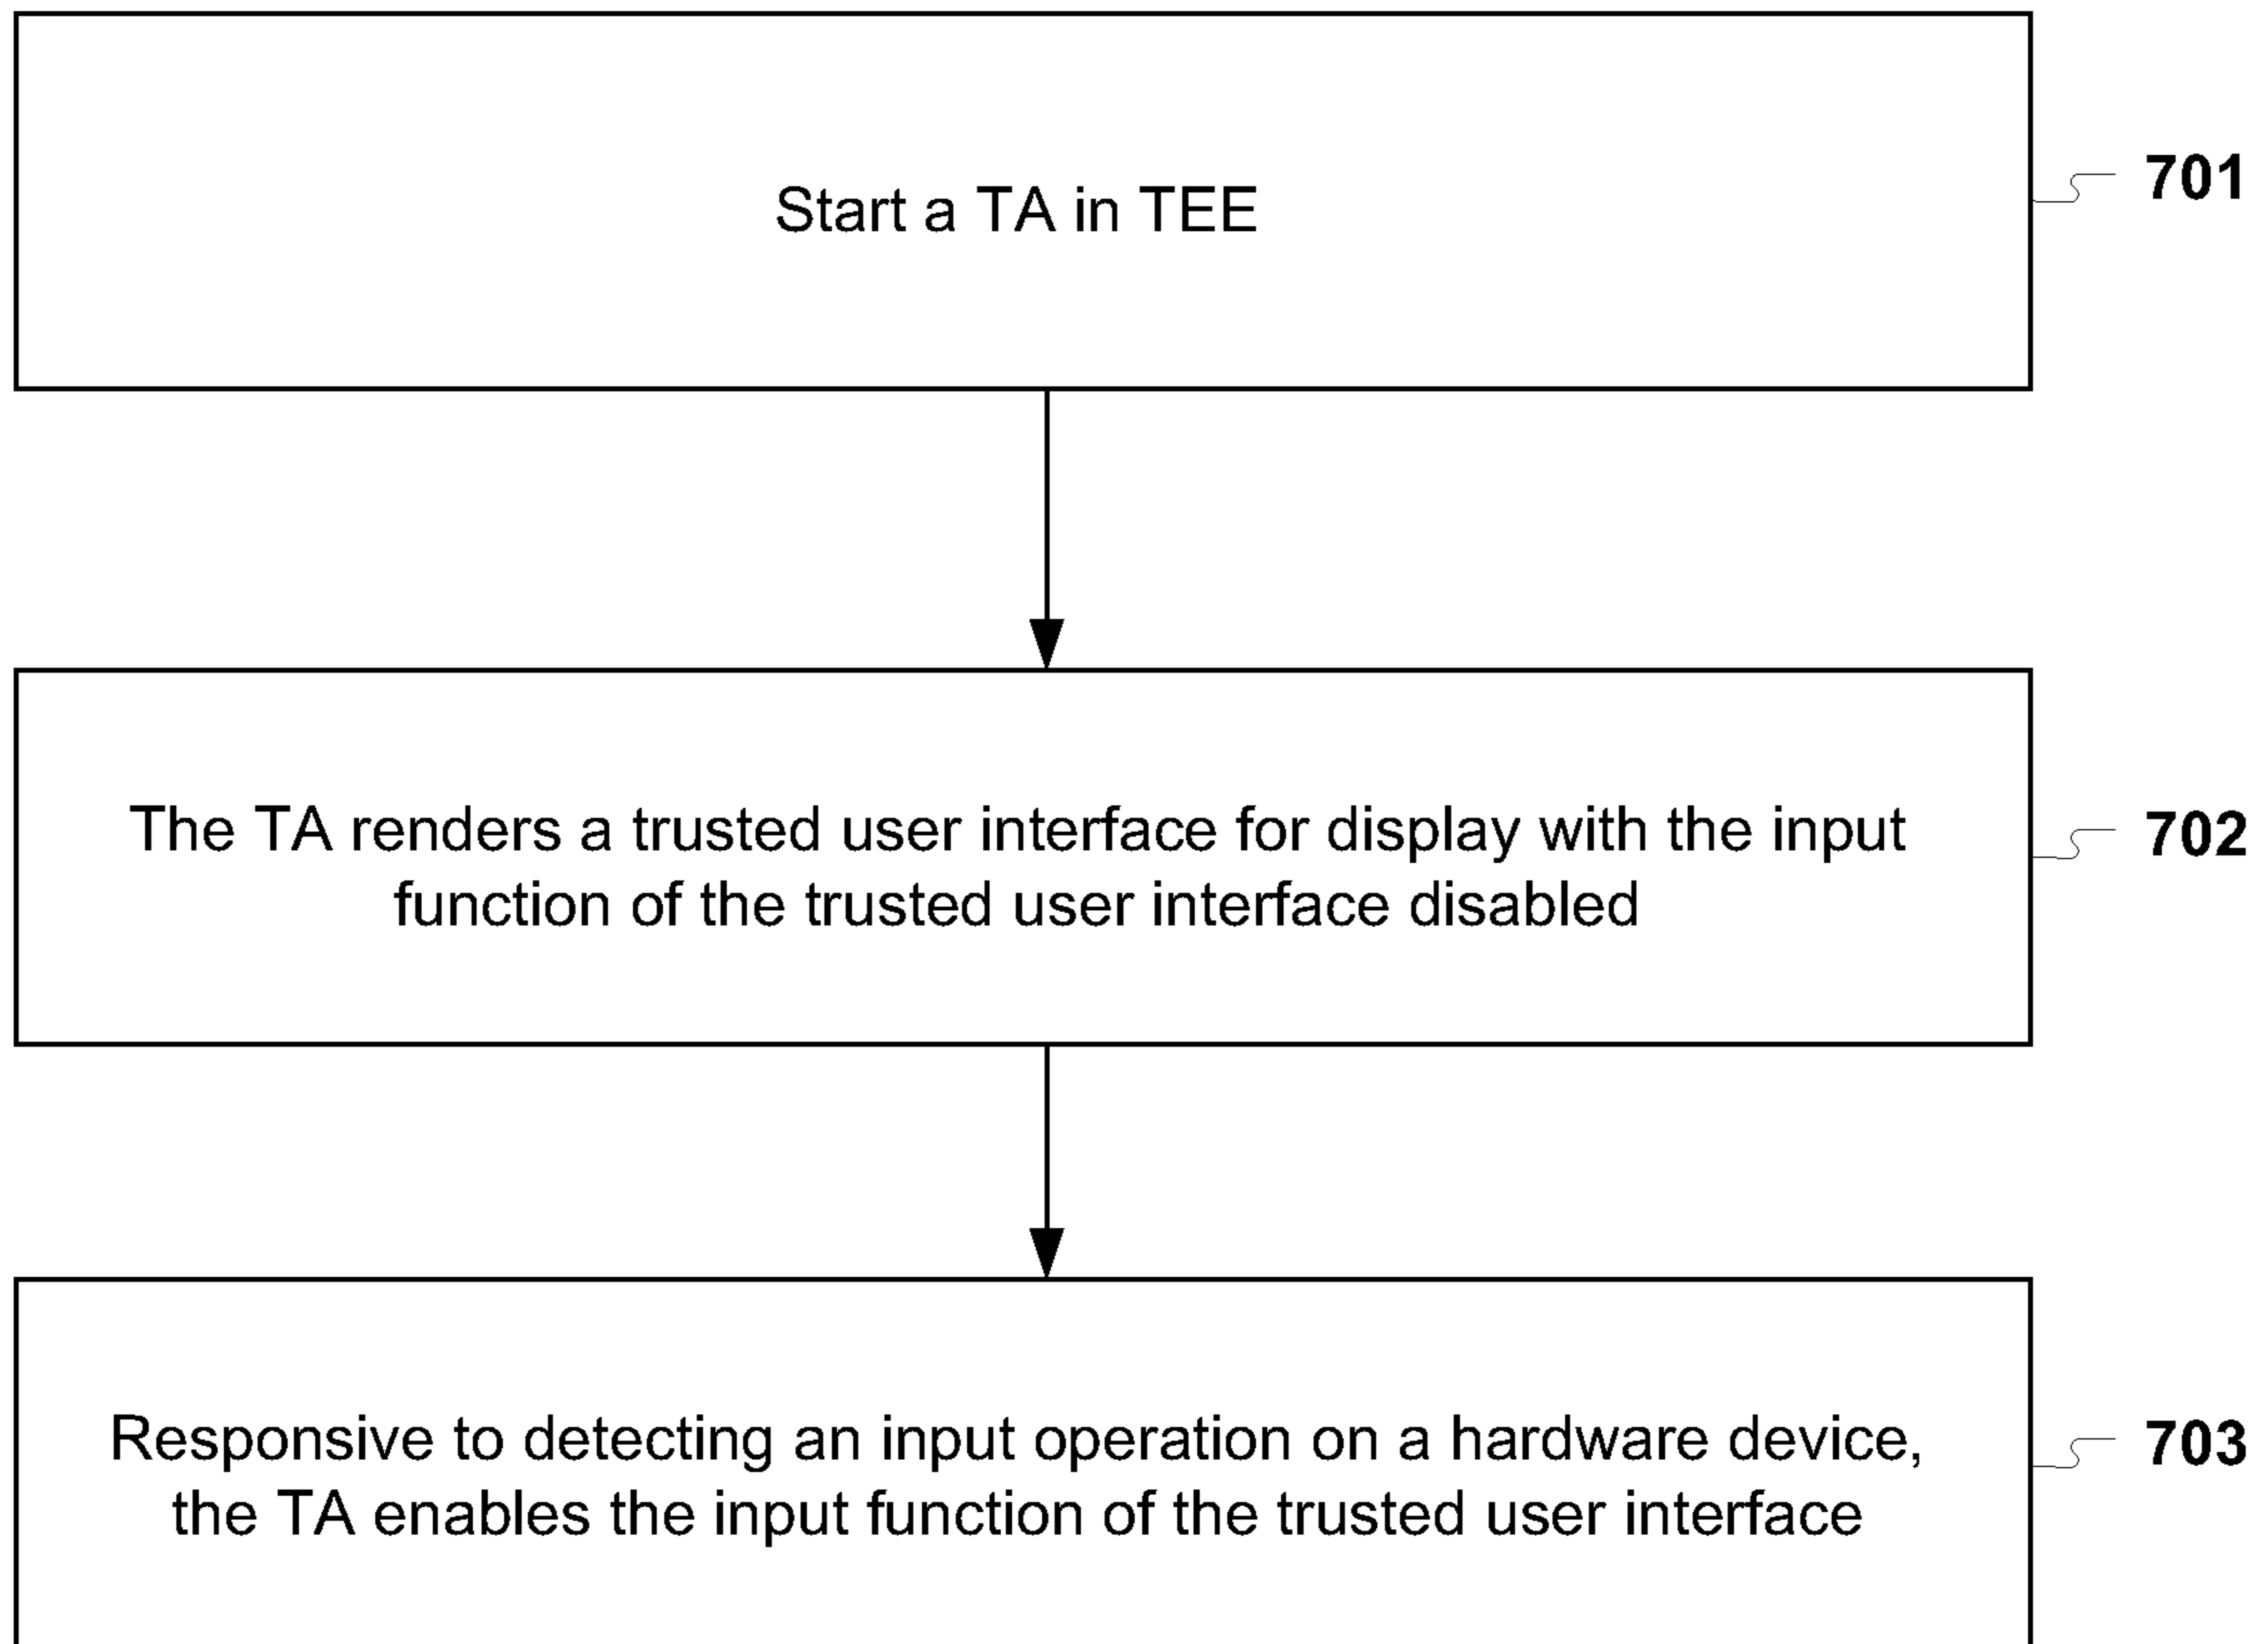 Start a TA in TEE
701
The TA renders a trusted user interface for display with the input
function of the trusted user interface disabled
702
Responsive to detecting an input operation on a hardware device,
the TA enables the input function of the trusted user interface
703